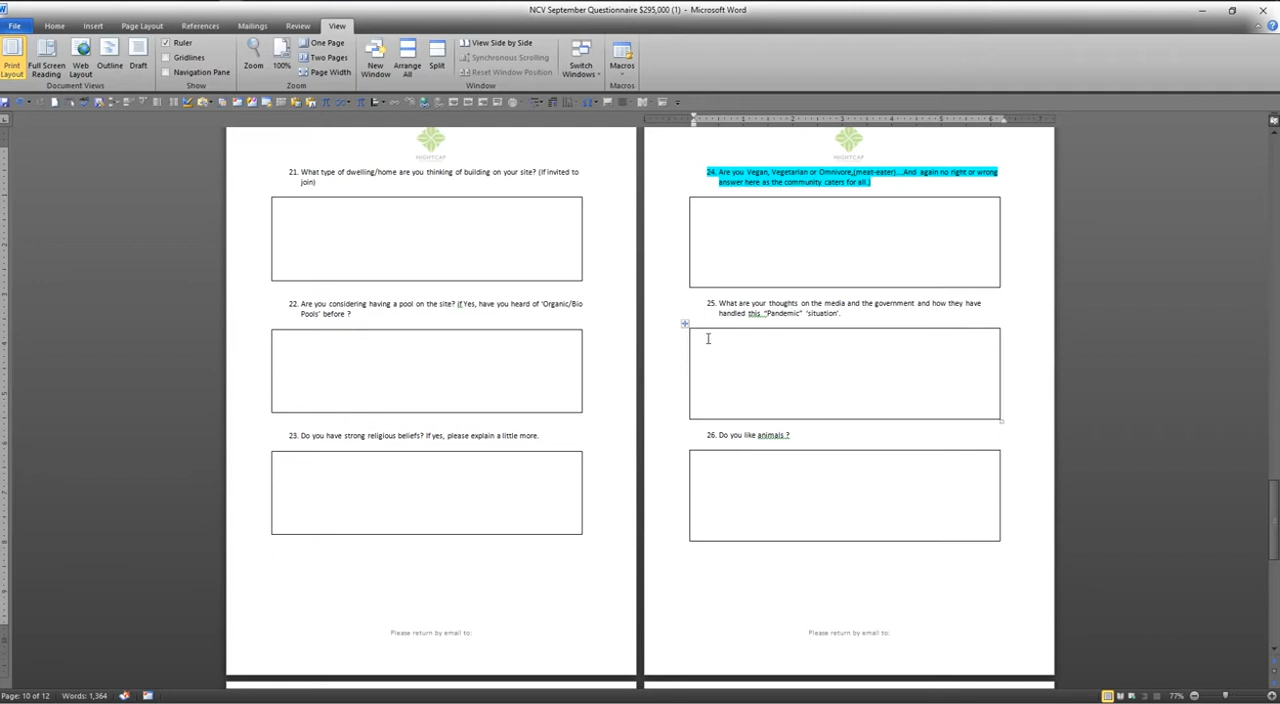 NCV September Questionnaire $295,000 (1) - Microsoft Word
File Home Insert Page Layout References Mailings Review View
Print Layout
Full Screen Reading
Web Layout
Outline
Draft
Document Views
Ruler
Gridlines
Navigation Pane
Show
Zoom
100%
One Page
Two Pages
Page Width
Zoom
New Window
Arrange All
Split
View Side by Side
Synchronous Scrolling
Reset Window Position
Window
Switch Windows
Macros
Macros
NIGHTCAP
21. What type of dwelling/home are you thinking of building on your site? (If invited to
join)
22. Are you considering having a pool on the site? if Yes, have you heard of 'Organic/Bio
Pools' before ?
23. Do you have strong religious beliefs? If yes, please explain a little more.
Please return by email to:
NIGHTCAP
24. Are you Vegan, Vegetarian or Omnivore,(meat-eater)....And again no right or wrong
answer here as the community caters for all.)
25. What are your thoughts on the media and the government and how they have
handled this "Pandemic" 'situation'.
26. Do you like animals ?
Please return by email to:
Page: 10 of 12 Words: 1,364
77%